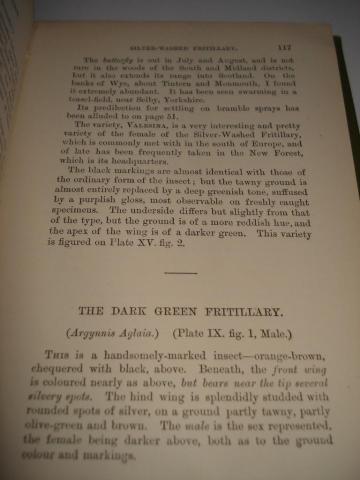 SILVER-WASHED FRITILLARY. 117
The butterfly is out in July and August, and is not
rare in the woods of the South and Midland districts,
but it also extends its range into Scotland. On the
banks of Wye, about Tintern and Monmouth, I found
it extremely abundant. It has been seen swarming in a
teasel-field, near Selby, Yorkshire.
Its predilection for settling on bramble sprays has
been alluded to on page 51.
The variety, VALESINA, is a very interesting and pretty
variety of the female of the Silver-Washed Fritillary,
which is commonly met with in the south of Europe, and
of late has been frequently taken in the New Forest,
which is its headquarters.
The black markings are almost identical with those of
the ordinary form of the insect; but the tawny ground is
almost entirely replaced by a deep greenish tone, suffused
by a purplish gloss, most observable on freshly caught
specimens. The underside differs but slightly from that
of the type, but the ground is of a more reddish hue, and
the apex of the wing is of a darker green. This variety
is figured on Plate XV. fig. 2.
THE DARK GREEN FRITILLARY.
(Argynnis Aglaia.) (Plate IX. fig. 1, Male.)
THIS is a handsomely-marked insect—orange-brown,
chequered with black, above. Beneath, the front wing
is coloured nearly as above, but bears near the tip several
silvery spots. The hind wing is splendidly studded with
rounded spots of silver, on a ground partly tawny, partly
olive-green and brown. The male is the sex represented,
the female being darker above, both as to the ground
colour and markings.